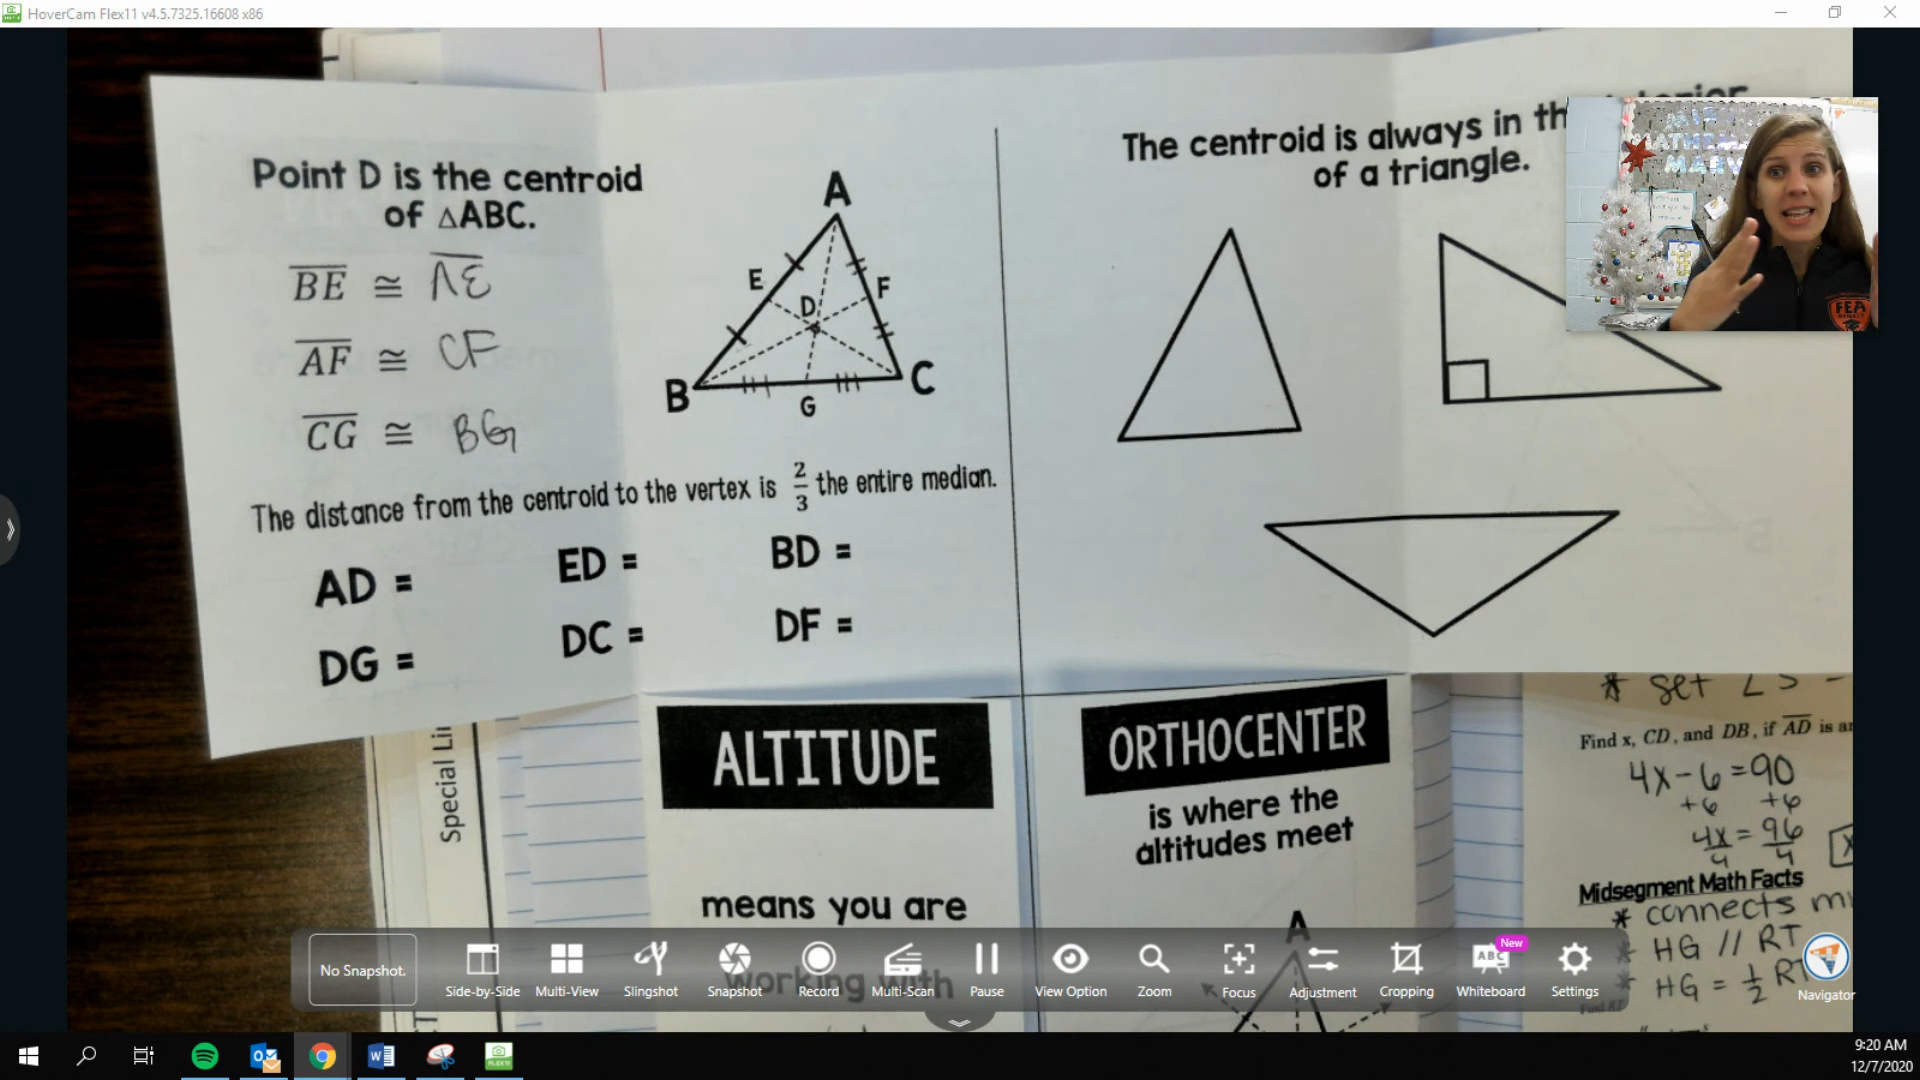 HoverCam Flex11 v4.5.7325.16608 x86
Point D is the centroid
of △ABC.
BE ≅ AE
AF ≅ CF
CG ≅ BG
A
E
F
D
B
C
G
The distance from the centroid to the vertex is 2/3 the entire median.
AD =
ED =
BD =
DG =
DC =
DF =
The centroid is always in th
of a triangle.
FEA
ALTITUDE
means you are
working with
ORTHOCENTER
is where the
altitudes meet
A
Special Li
* set ∠s
Find x, CD, and DB, if AD is a
4x - 6 = 90
+6 +6
4x = 96
4 4
Midsegment Math Facts
* connects m
* HG // RT
* HG = 1/2 RT
No Snapshot.
Side-by-Side
Multi-View
Slingshot
Snapshot
Record
Multi-Scan
Pause
View Option
Zoom
Focus
Adjustment
Cropping
New
ABC
Whiteboard
Settings
Navigator
9:20 AM
12/7/2020